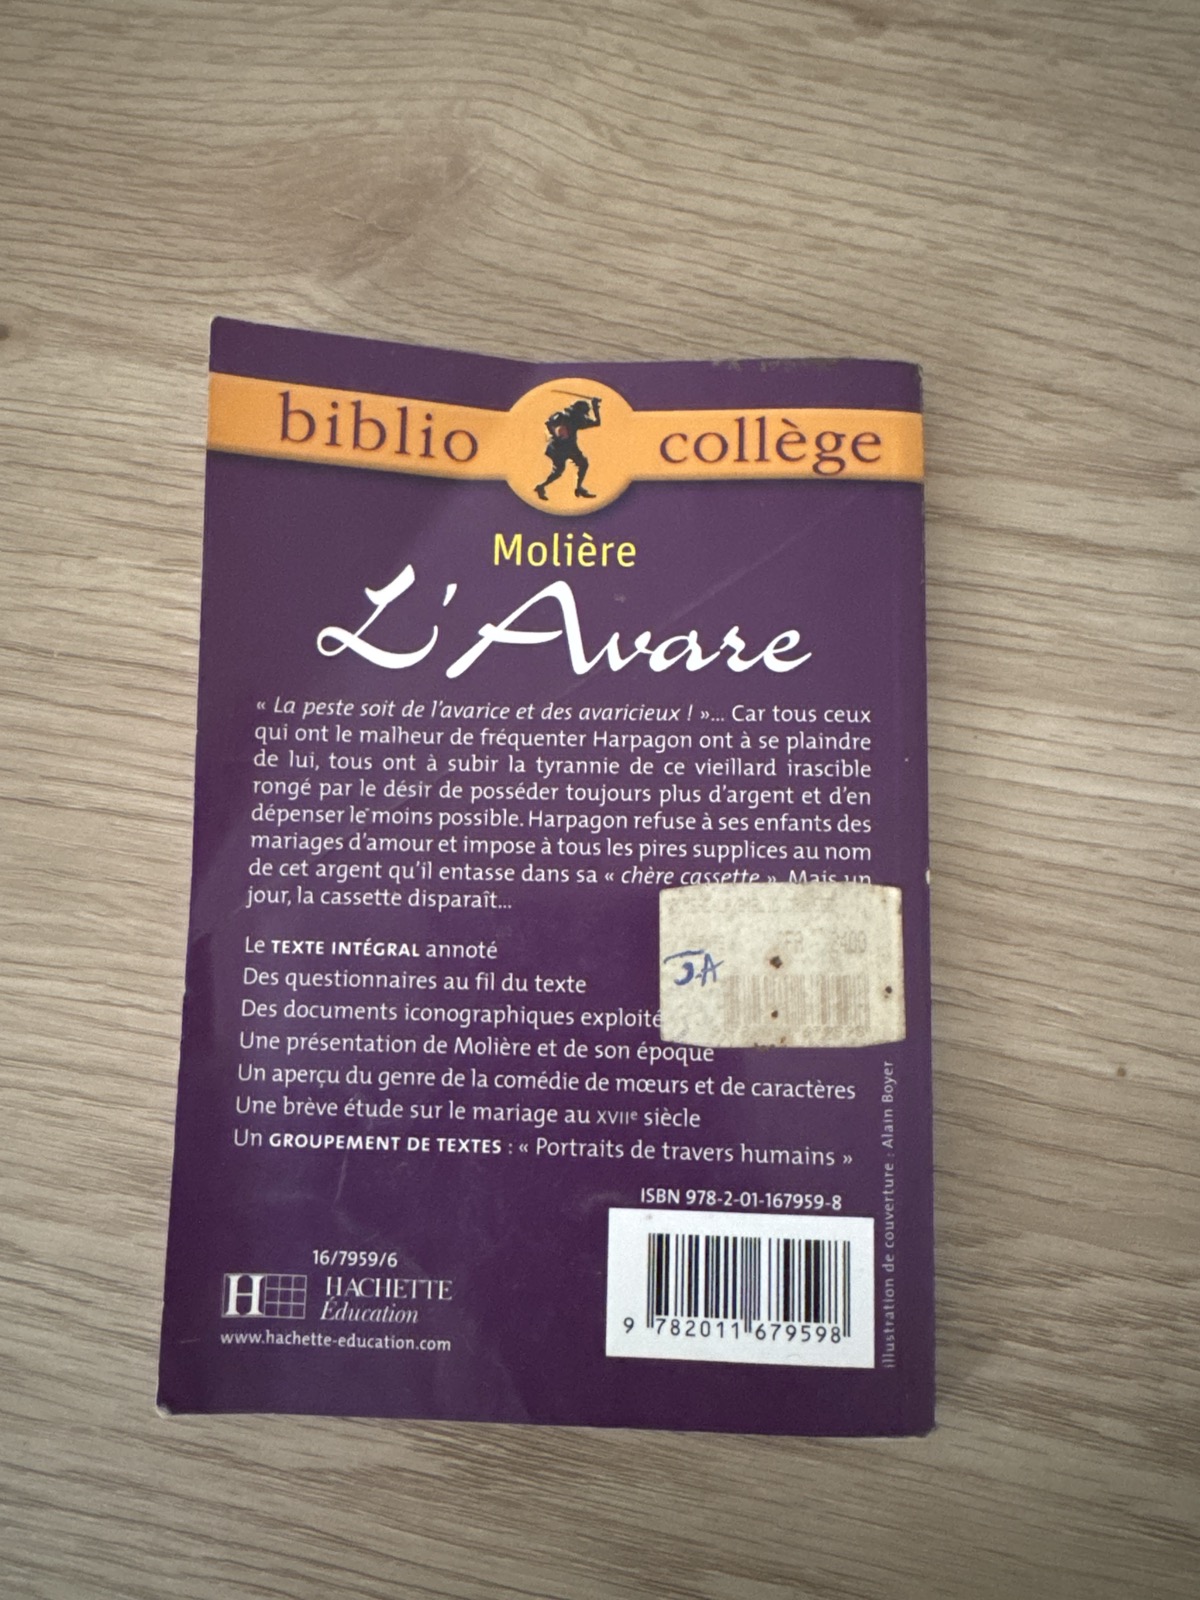 biblio collège
Molière
L'Avare
« La peste soit de l'avarice et des avaricieux ! »... Car tous ceux
qui ont le malheur de fréquenter Harpagon ont à se plaindre
de lui, tous ont à subir la tyrannie de ce vieillard irascible
rongé par le désir de posséder toujours plus d'argent et d'en
dépenser le moins possible. Harpagon refuse à ses enfants des
mariages d'amour et impose à tous les pires supplices au nom
de cet argent qu'il entasse dans sa « chère cassette ». Mais un
jour, la cassette disparaît...
Le TEXTE INTÉGRAL annoté
Des questionnaires au fil du texte
Des documents iconographiques exploité
Une présentation de Molière et de son époque
Un aperçu du genre de la comédie de mœurs et de caractères
Une brève étude sur le mariage au XVIIe siècle
Un GROUPEMENT DE TEXTES : « Portraits de travers humains »
JA
2400
ISBN 978-2-01-167959-8
9 782011 679598
16/7959/6
H HACHETTE
Éducation
www.hachette-education.com
Illustration de couverture : Alain Boyer